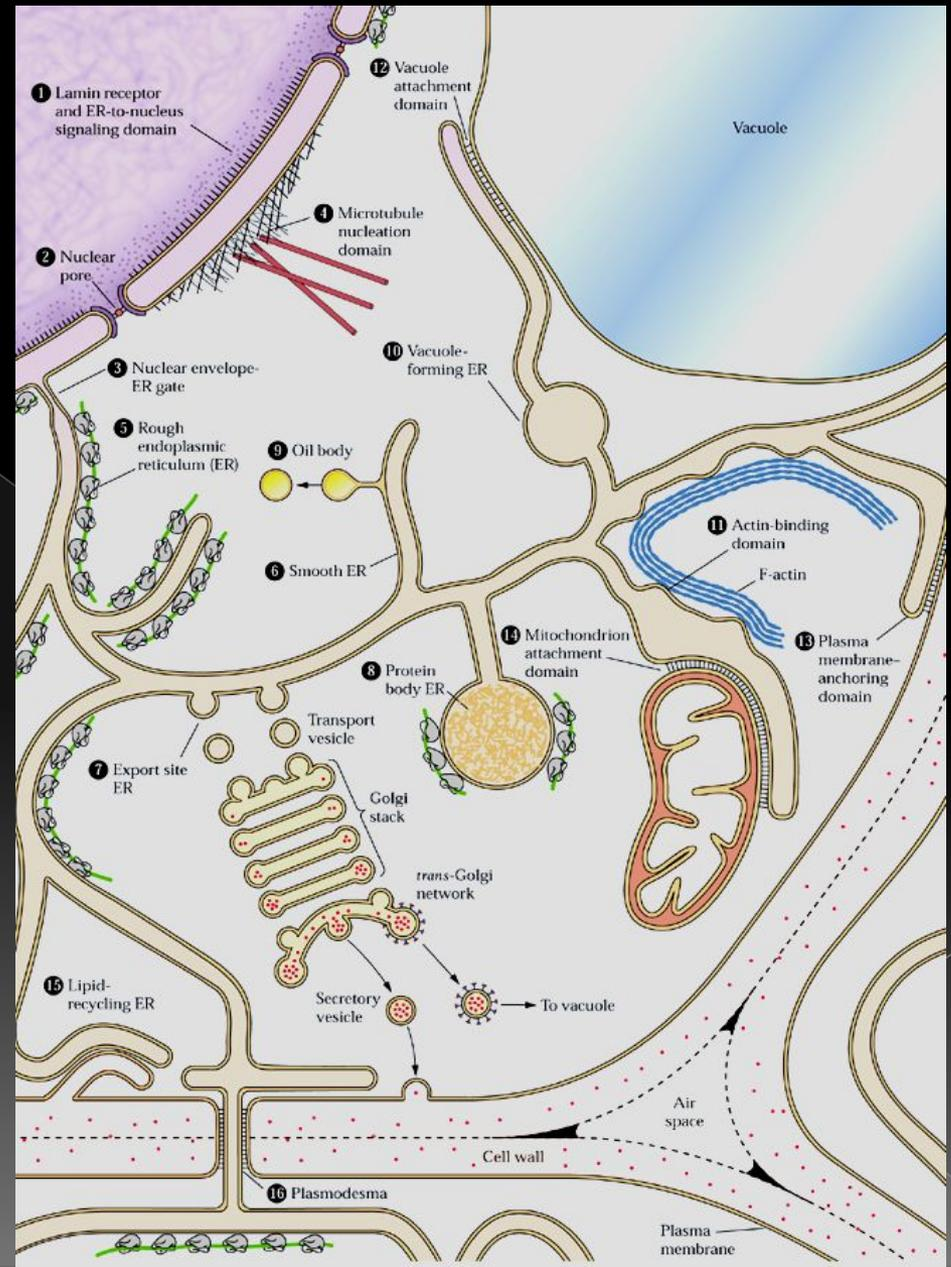 1 Lamin receptor
and ER-to-nucleus
signaling domain
12 Vacuole
attachment
domain
Vacuole
4 Microtubule
nucleation
domain
2 Nuclear
pore
10 Vacuole-
forming ER
3 Nuclear envelope-
ER gate
5 Rough
endoplasmic
reticulum (ER)
9 Oil body
11 Actin-binding
domain
F-actin
6 Smooth ER
13 Plasma
membrane–
anchoring
domain
14 Mitochondrion
attachment
domain
8 Protein
body ER
Transport
vesicle
7 Export site
ER
Golgi
stack
trans-Golgi
network
15 Lipid-
recycling ER
Secretory
vesicle
To vacuole
Air
space
Cell wall
16 Plasmodesma
Plasma
membrane